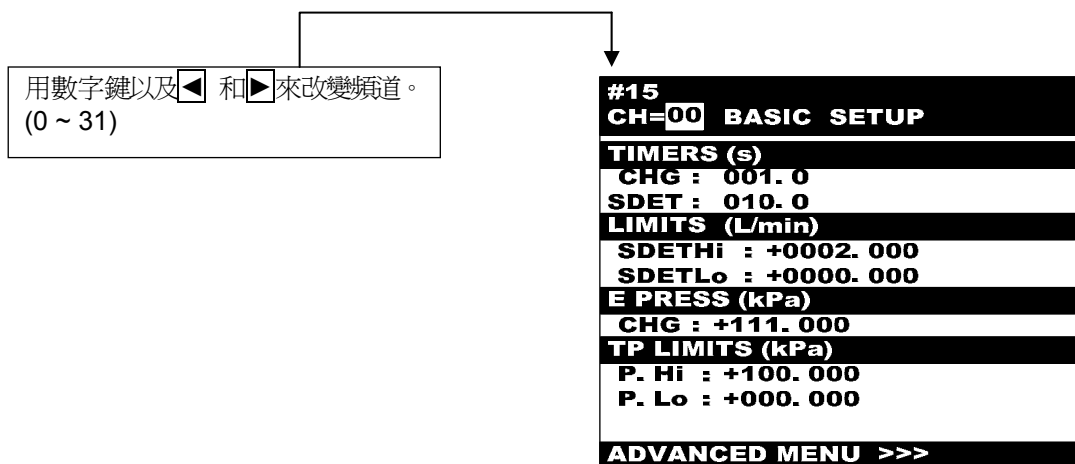 用數字鍵以及◄ 和►來改變頻道。
(0 ~ 31)
#15
CH=00 BASIC SETUP
TIMERS (s)
CHG : 001. 0
SDET : 010. 0
LIMITS (L/min)
SDETHi : +0002. 000
SDETLo : +0000. 000
E PRESS (kPa)
CHG : +111. 000
TP LIMITS (kPa)
P. Hi : +100. 000
P. Lo : +000. 000
ADVANCED MENU >>>